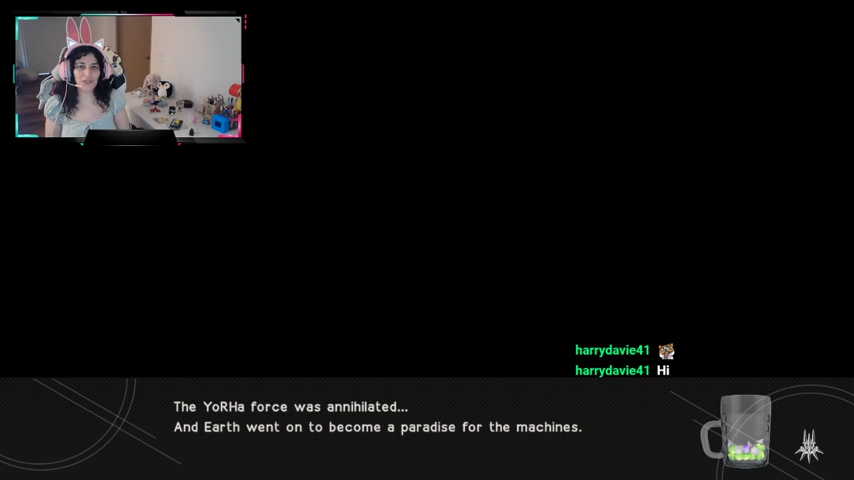 harrydavie41
harrydavie41 Hi
The YoRHa force was annihilated...
And Earth went on to become a paradise for the machines.